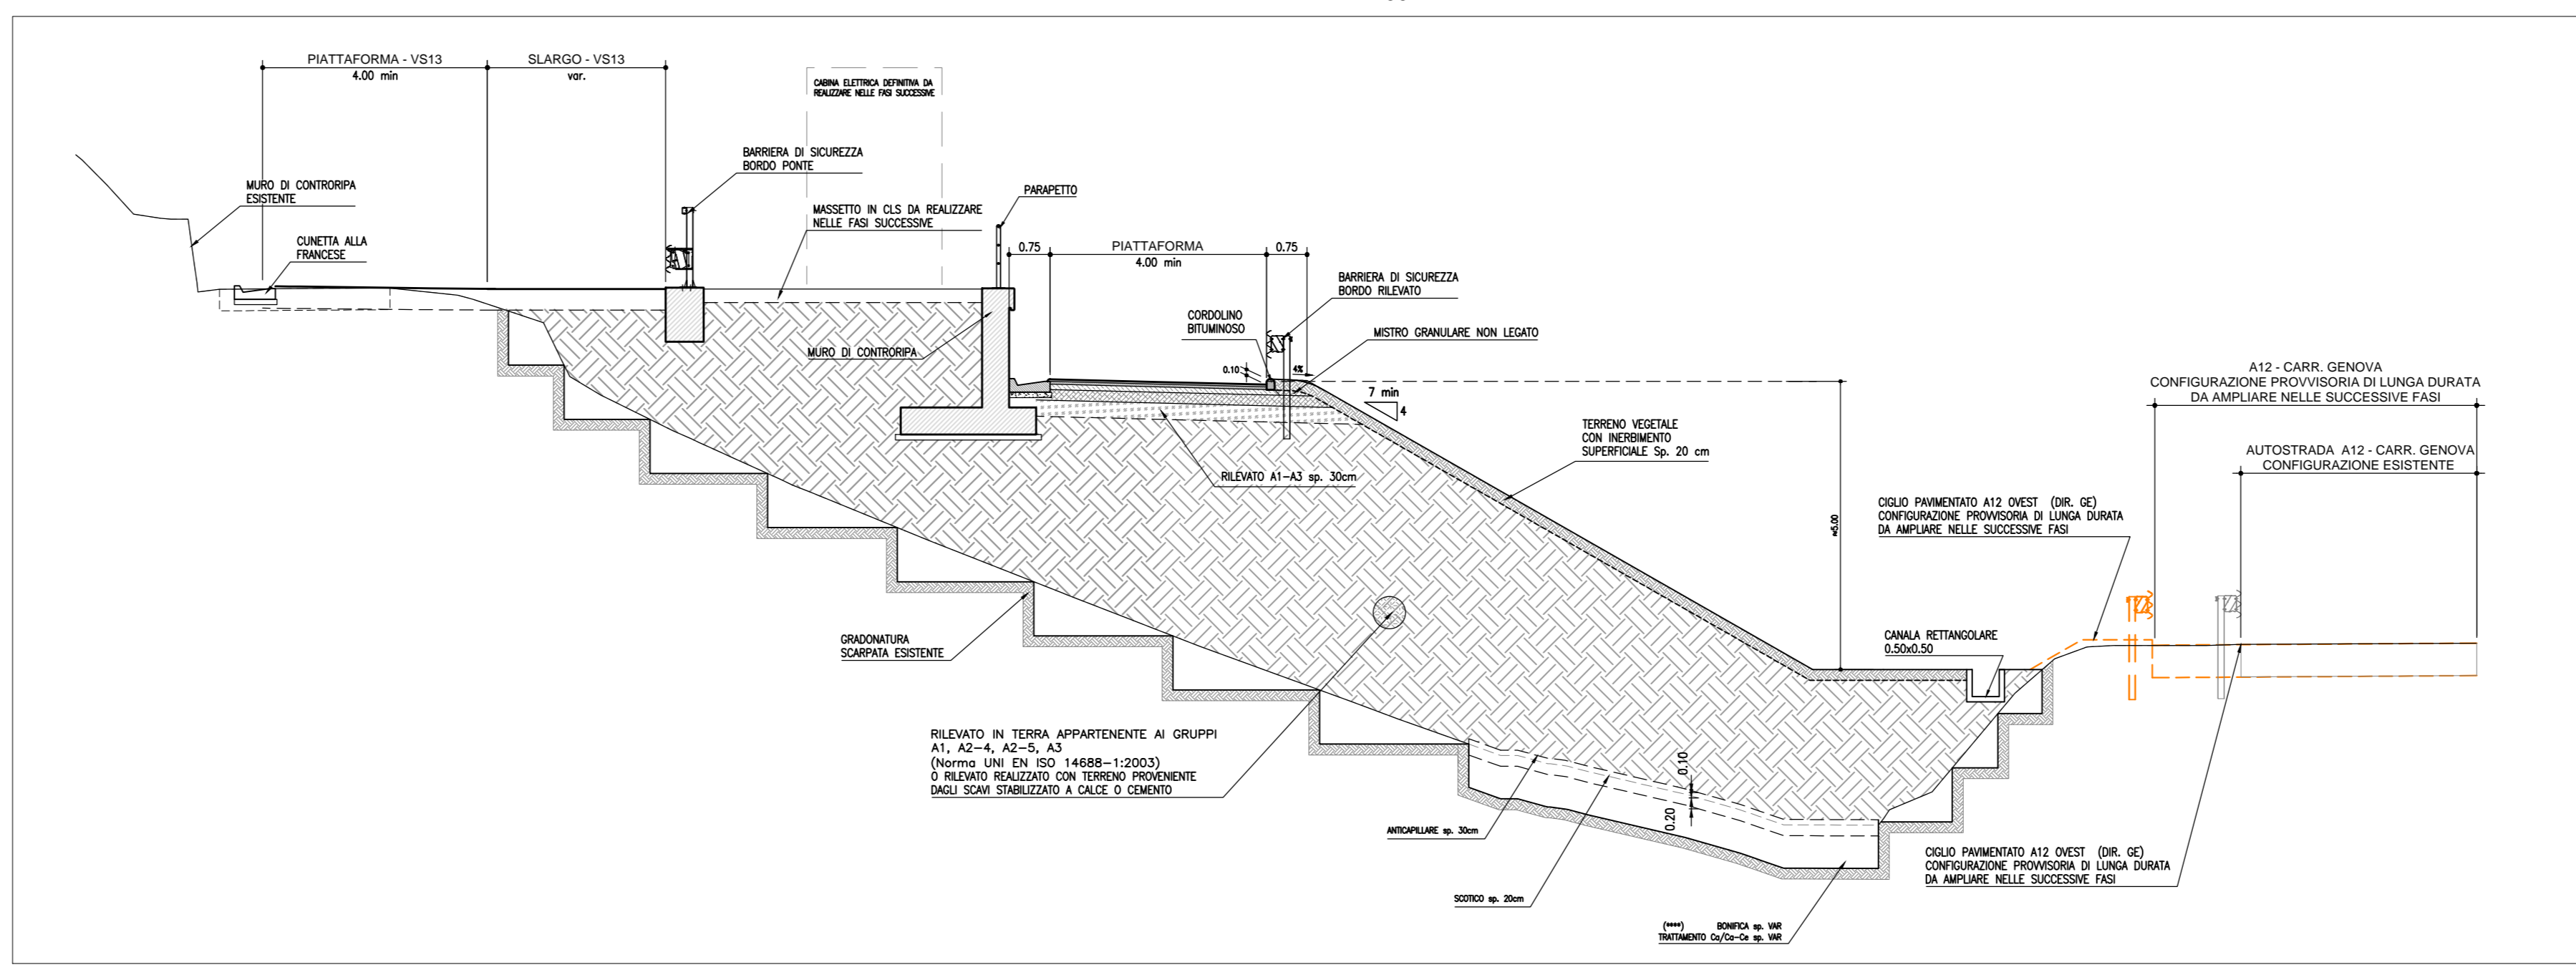 PIATTAFORMA - VS13
4.00 min
SLARGO - VS13
var.
CABINA ELETTRICA DEFINITIVA DA
REALIZZARE NELLE FASI SUCCESSIVE
BARRIERA DI SICUREZZA
BORDO PONTE
MURO DI CONTRORIPA
ESISTENTE
CUNETTA ALLA
FRANCESE
MASSETTO IN CLS DA REALIZZARE
NELLE FASI SUCCESSIVE
PARAPETTO
0.75
PIATTAFORMA
4.00 min
0.75
BARRIERA DI SICUREZZA
BORDO RILEVATO
CORDOLINO
BITUMINOSO
MISTRO GRANULARE NON LEGATO
MURO DI CONTRORIPA
0.10
4%
7 min
4
A12 - CARR. GENOVA
CONFIGURAZIONE PROVVISORIA DI LUNGA DURATA
DA AMPLIARE NELLE SUCCESSIVE FASI
TERRENO VEGETALE
CON INERBIMENTO
SUPERFICIALE Sp. 20 cm
AUTOSTRADA A12 - CARR. GENOVA
CONFIGURAZIONE ESISTENTE
RILEVATO A1-A3 sp. 30cm
≈5.00
CIGLIO PAVIMENTATO A12 OVEST (DIR. GE)
CONFIGURAZIONE PROVVISORIA DI LUNGA DURATA
DA AMPLIARE NELLE SUCCESSIVE FASI
GRADONATURA
SCARPATA ESISTENTE
CANALA RETTANGOLARE
0.50x0.50
RILEVATO IN TERRA APPARTENENTE AI GRUPPI
A1, A2-4, A2-5, A3
(Norma UNI EN ISO 14688-1:2003)
O RILEVATO REALIZZATO CON TERRENO PROVENIENTE
DAGLI SCAVI STABILIZZATO A CALCE O CEMENTO
0.10
0.20
ANTICAPILLARE sp. 30cm
SCOTICO sp. 20cm
CIGLIO PAVIMENTATO A12 OVEST (DIR. GE)
CONFIGURAZIONE PROVVISORIA DI LUNGA DURATA
DA AMPLIARE NELLE SUCCESSIVE FASI
(****) BONIFICA sp. VAR
TRATTAMENTO Ca/Ca-Ce sp. VAR